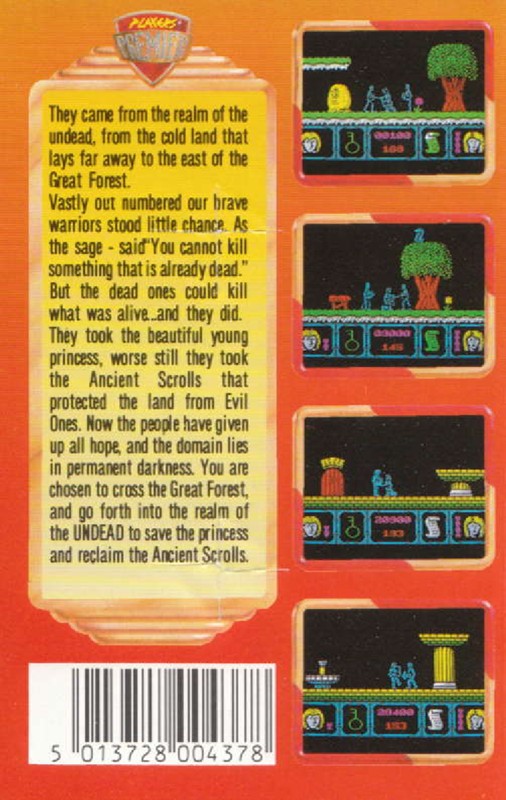 PLAYERS
PREMIER
They came from the realm of the
undead, from the cold land that
lays far away to the east of the
Great Forest.
Vastly out numbered our brave
warriors stood little chance. As
the sage - said"You cannot kill
something that is already dead."
But the dead ones could kill
what was alive..and they did.
They took the beautiful young
princess, worse still they took
the Ancient Scrolls that
protected the land from Evil
Ones. Now the people have given
up all hope, and the domain lies
in permanent darkness. You are
chosen to cross the Great Forest,
and go forth into the realm of
the UNDEAD to save the princess
and reclaim the Ancient Scrolls.
5 013728 004378
00100
188
03000
145
20900
193
28400
153